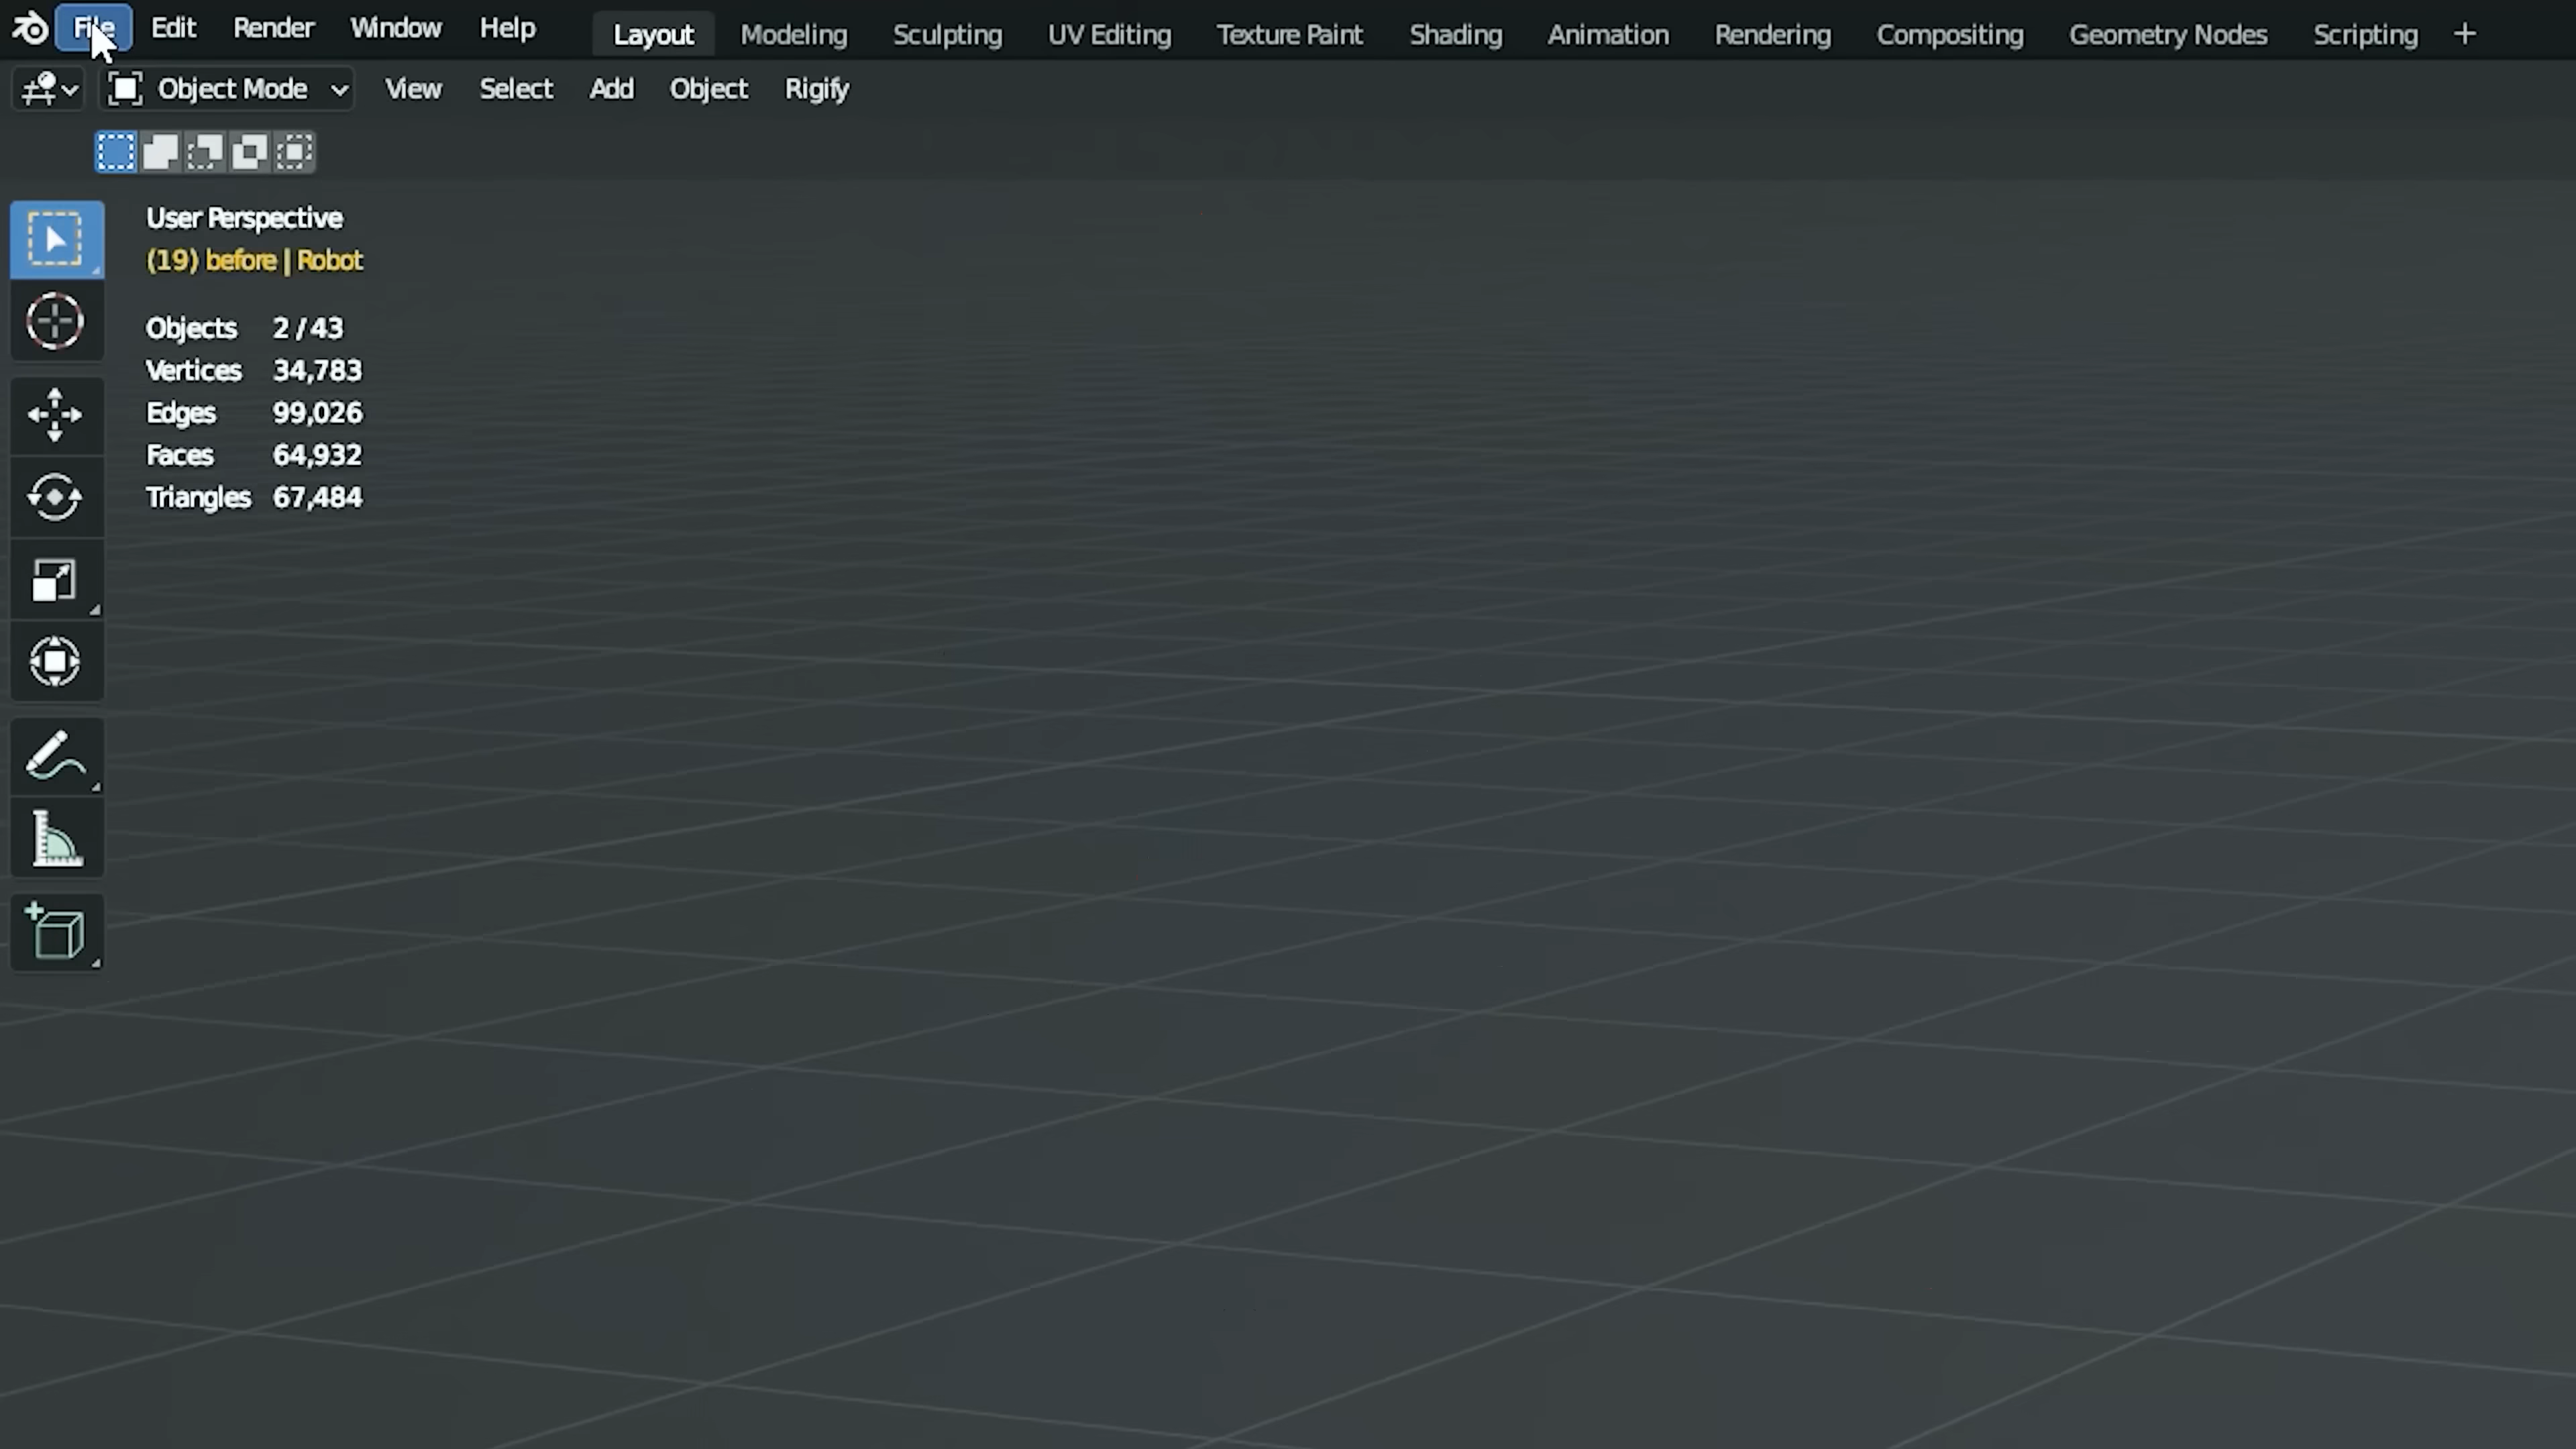 File Edit Render Window Help Layout Modeling Sculpting UV Editing Texture Paint Shading Animation Rendering Compositing Geometry Nodes Scripting +
Object Mode View Select Add Object Rigify
User Perspective
(19) before | Robot
Objects 2 / 43
Vertices 34,783
Edges 99,026
Faces 64,932
Triangles 67,484